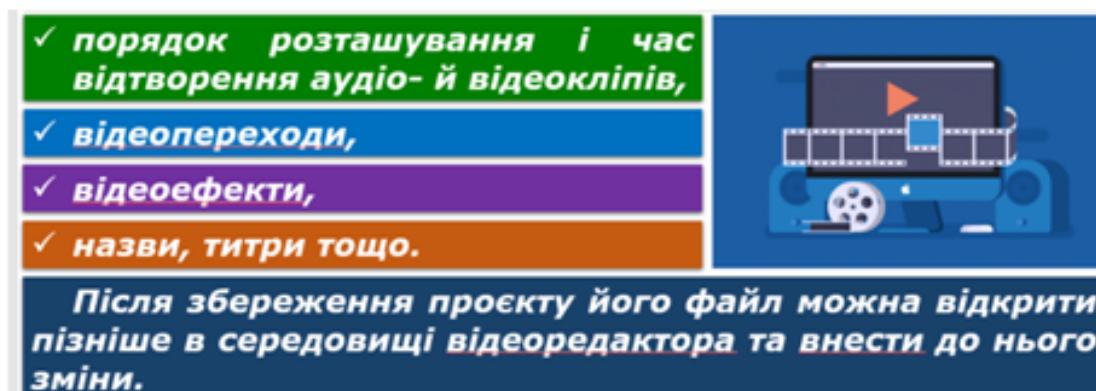 ✓ порядок розташування і час
відтворення аудіо- й відеокліпів,
✓ відеопереходи,
✓ відеоефекти,
✓ назви, титри тощо.
Після збереження проєкту його файл можна відкрити
пізніше в середовищі відеоредактора та внести до нього
зміни.